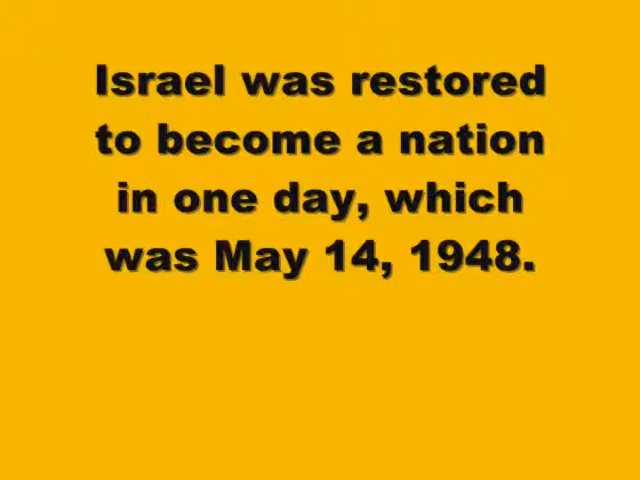 Israel was restored
to become a nation
in one day, which
was May 14, 1948.